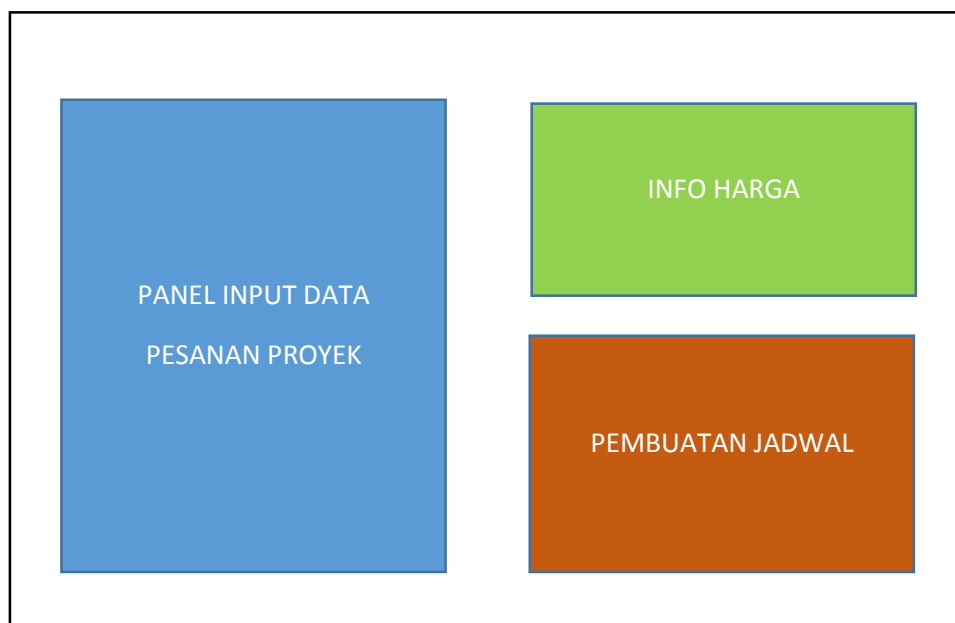 PANEL INPUT DATA
PESANAN PROYEK
INFO HARGA
PEMBUATAN JADWAL